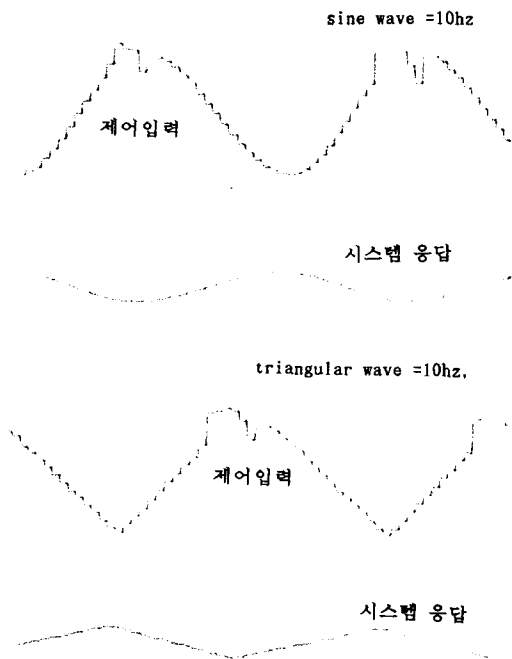 sine wave =10hz
제어입력
시스템 응답
triangular wave =10hz,
제어입력
시스템 응답